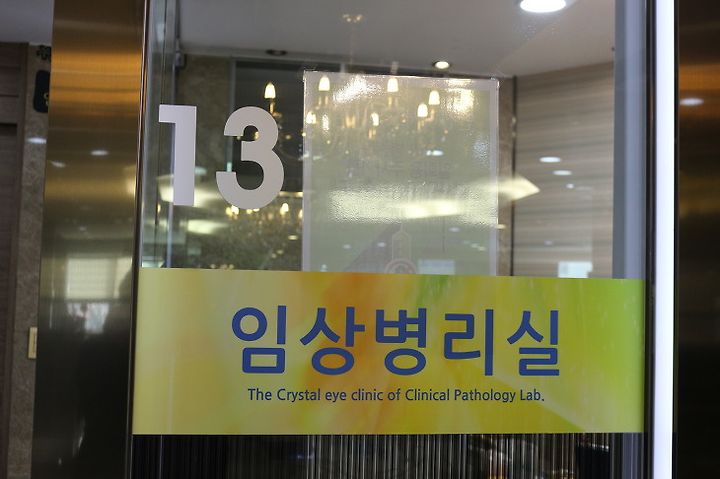 13
임상병리실
The Crystal eye clinic of Clinical Pathology Lab.